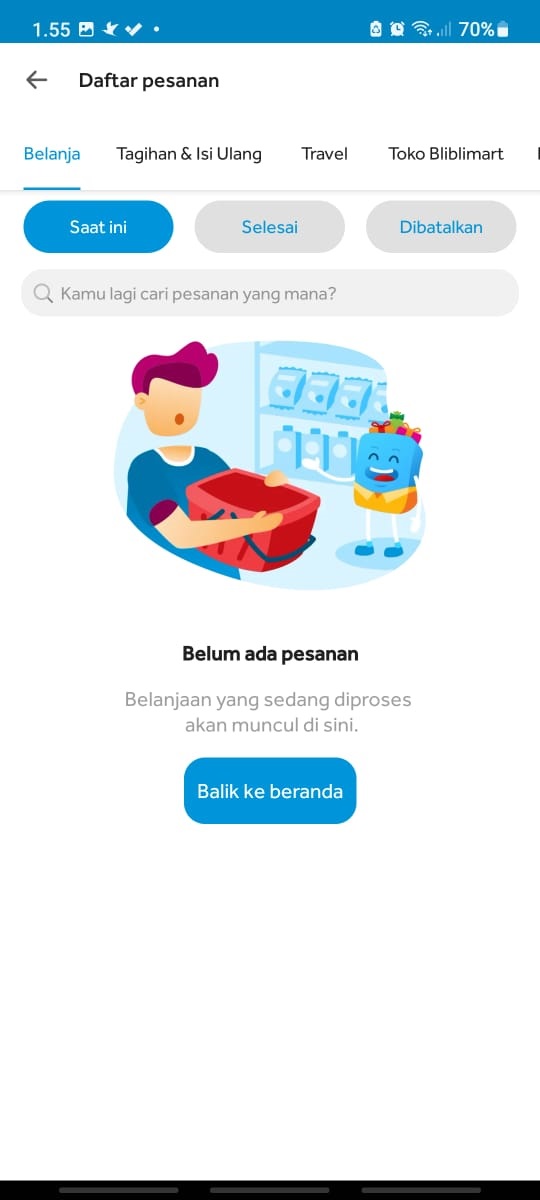 1.55
70%
Daftar pesanan
Belanja
Tagihan & Isi Ulang
Travel
Toko Bliblimart
Saat ini
Selesai
Dibatalkan
Kamu lagi cari pesanan yang mana?
Belum ada pesanan
Belanjaan yang sedang diproses
akan muncul di sini.
Balik ke beranda